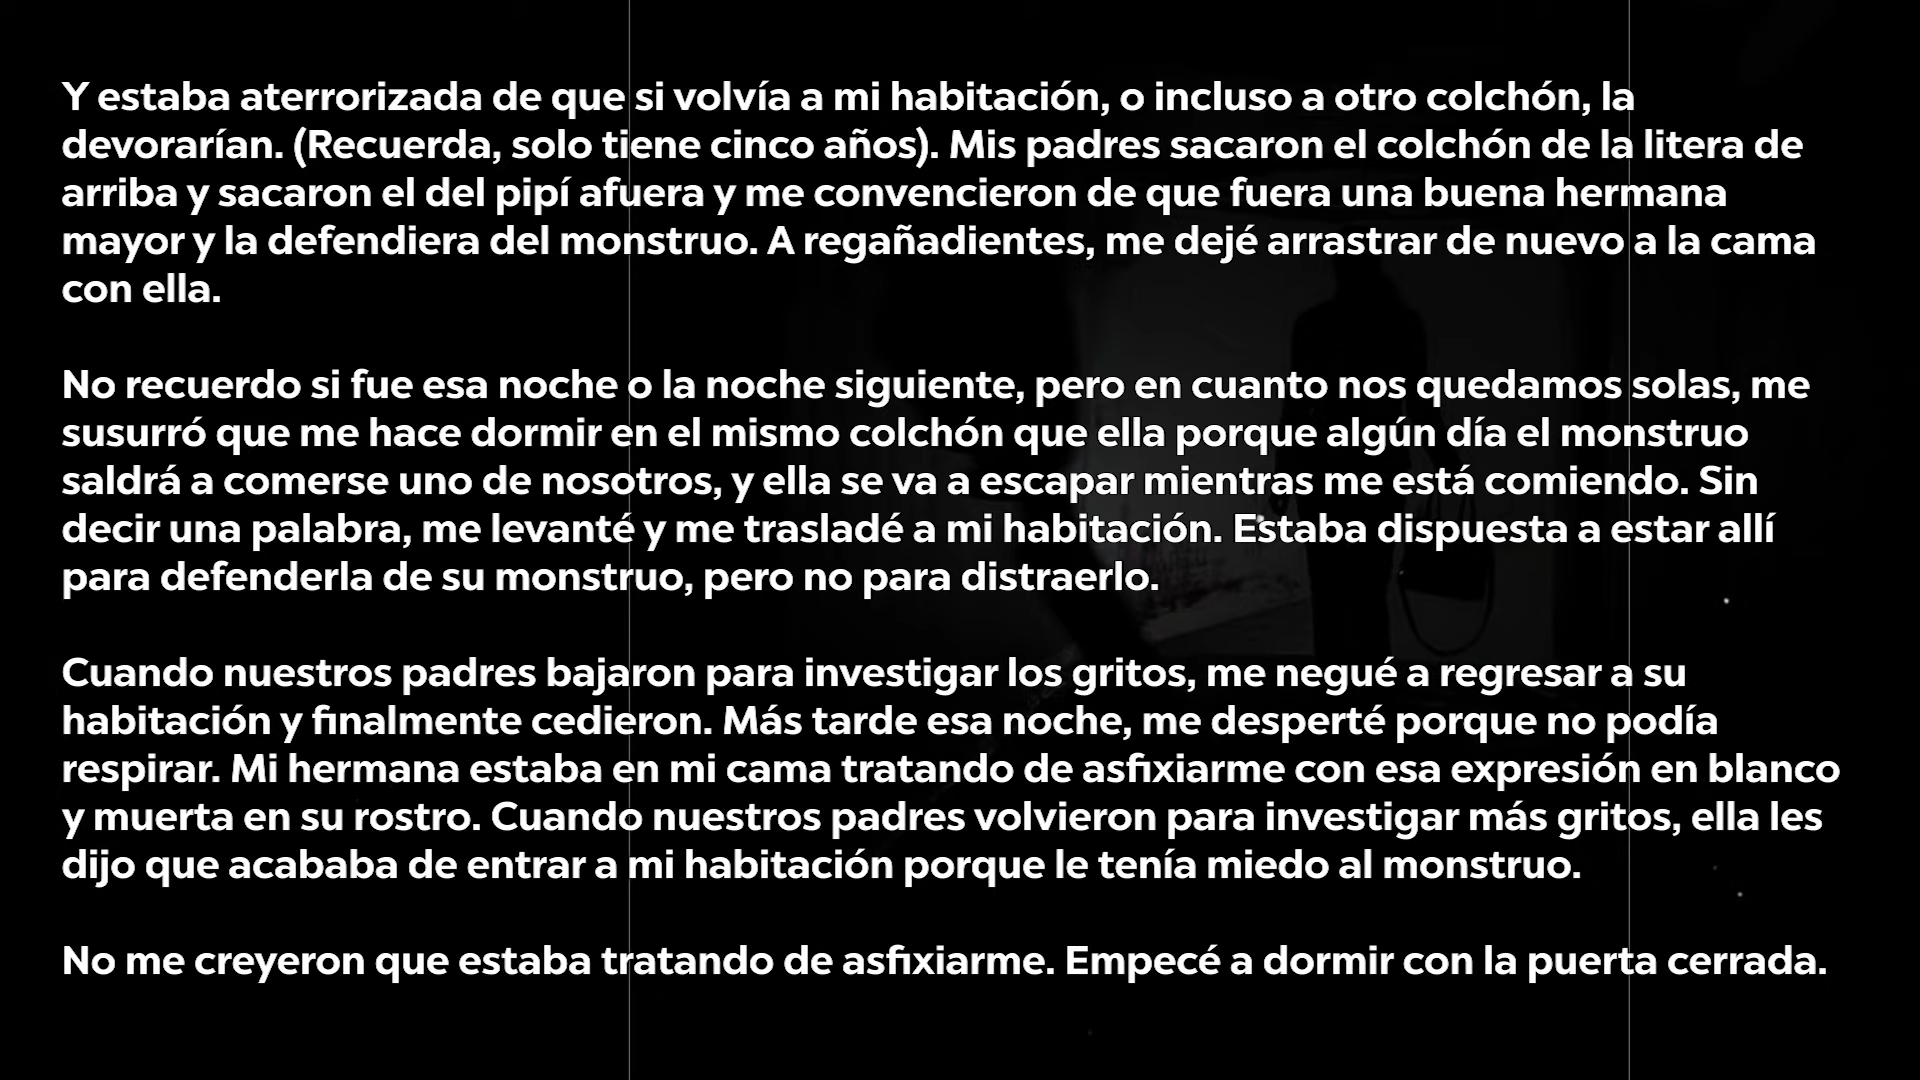 Y estaba aterrorizada de que si volvía a mi habitación, o incluso a otro colchón, la
devorarían. (Recuerda, solo tiene cinco años). Mis padres sacaron el colchón de la litera de
arriba y sacaron el del pipí afuera y me convencieron de que fuera una buena hermana
mayor y la defendiera del monstruo. A regañadientes, me dejé arrastrar de nuevo a la cama
con ella.
No recuerdo si fue esa noche o la noche siguiente, pero en cuanto nos quedamos solas, me
susurró que me hace dormir en el mismo colchón que ella porque algún día el monstruo
saldrá a comerse uno de nosotros, y ella se va a escapar mientras me está comiendo. Sin
decir una palabra, me levanté y me trasladé a mi habitación. Estaba dispuesta a estar allí
para defenderla de su monstruo, pero no para distraerlo.
Cuando nuestros padres bajaron para investigar los gritos, me negué a regresar a su
habitación y finalmente cedieron. Más tarde esa noche, me desperté porque no podía
respirar. Mi hermana estaba en mi cama tratando de asfixiarme con esa expresión en blanco
y muerta en su rostro. Cuando nuestros padres volvieron para investigar más gritos, ella les
dijo que acababa de entrar a mi habitación porque le tenía miedo al monstruo.
No me creyeron que estaba tratando de asfixiarme. Empecé a dormir con la puerta cerrada.